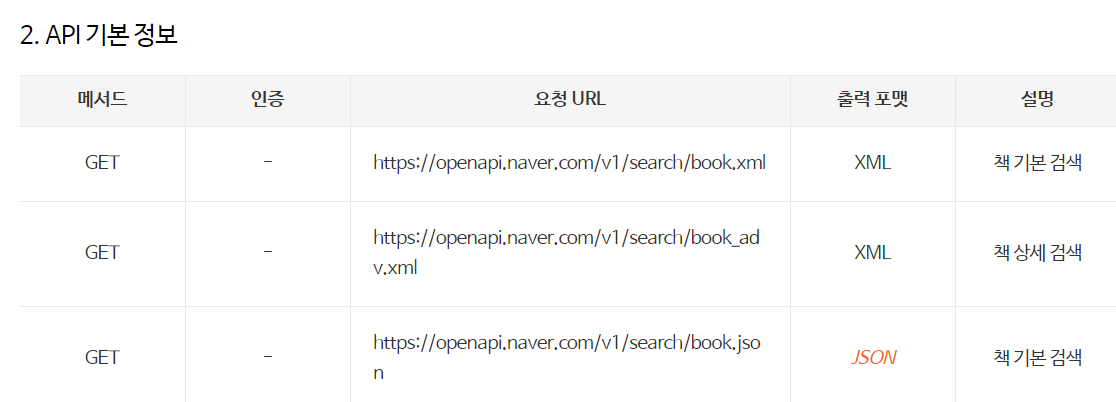 2. API 기본 정보
메서드 인증 요청 URL 출력 포맷 설명
GET - https://openapi.naver.com/v1/search/book.xml XML 책 기본 검색
GET - https://openapi.naver.com/v1/search/book_ad
v.xml XML 책 상세 검색
GET - https://openapi.naver.com/v1/search/book.jso
n JSON 책 기본 검색